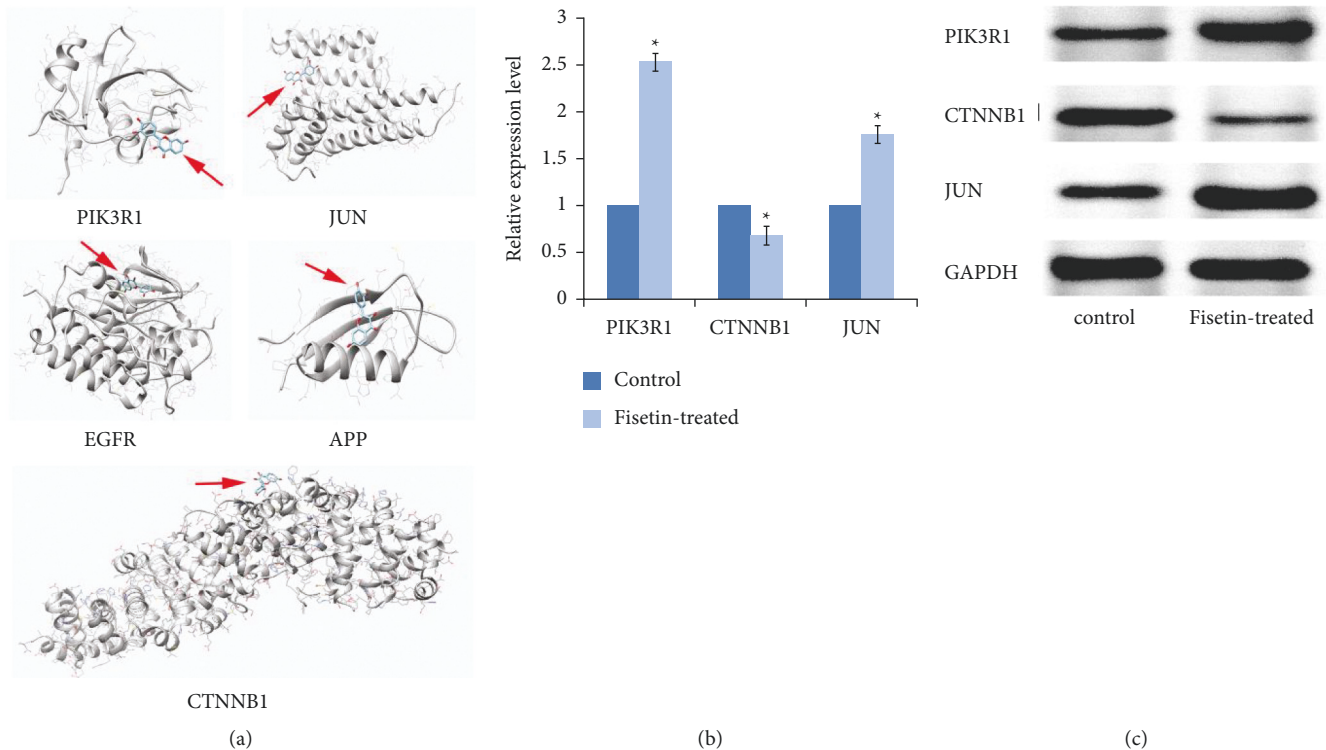 PIK3R1
JUN
EGFR
APP
CTNNB1
(a)
Relative expression level
3
2.5
2
1.5
1
0.5
0
*
*
*
PIK3R1
CTNNB1
JUN
Control
Fisetin-treated
(b)
PIK3R1
CTNNB1
JUN
GAPDH
control
Fisetin-treated
(c)